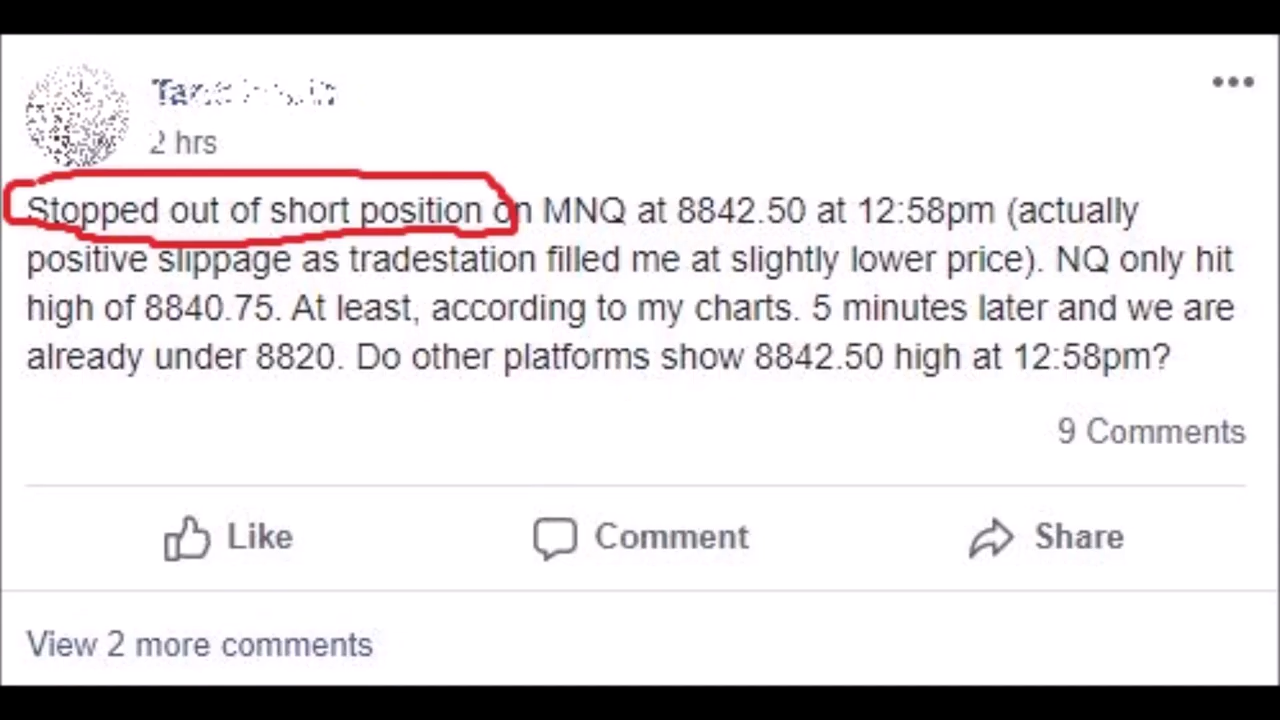 2 hrs
Stopped out of short position on MNQ at 8842.50 at 12:58pm (actually
positive slippage as tradestation filled me at slightly lower price). NQ only hit
high of 8840.75. At least, according to my charts. 5 minutes later and we are
already under 8820. Do other platforms show 8842.50 high at 12:58pm?
9 Comments
Like Comment Share
View 2 more comments